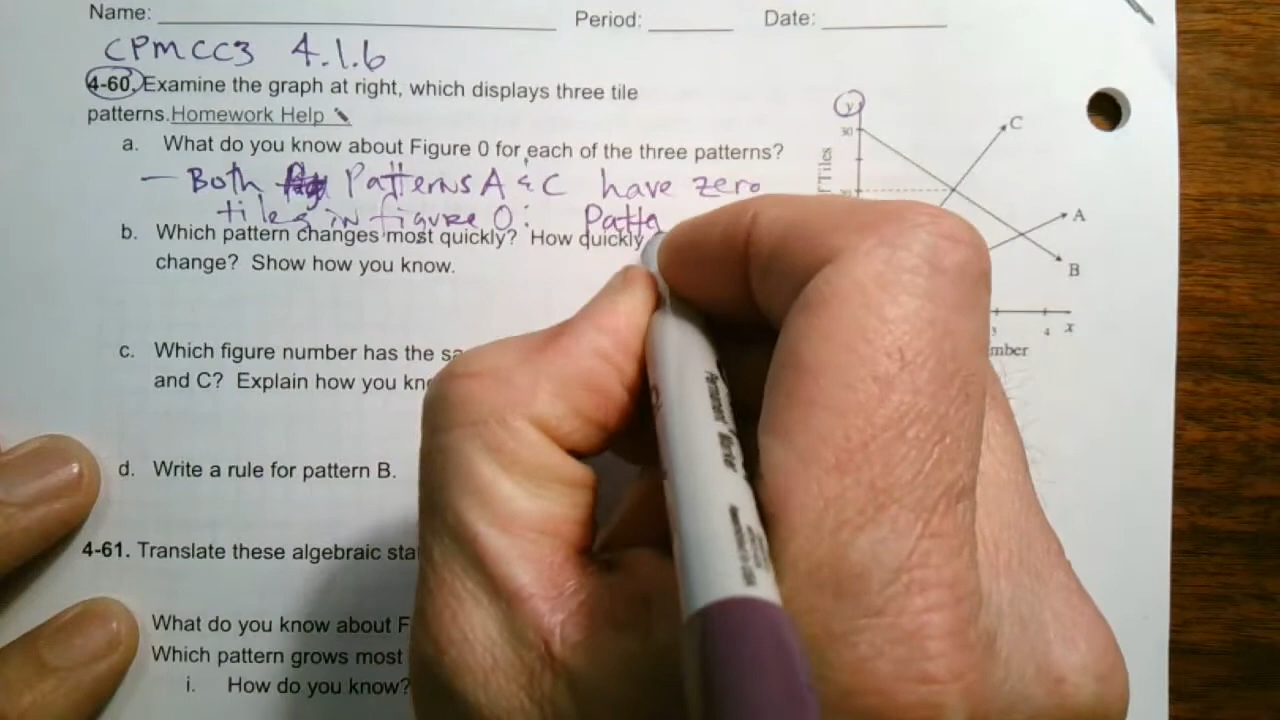 Name: Period: Date:
CPMCC3 4.1.6
4-60. Examine the graph at right, which displays three tile
patterns. Homework Help ✎
a. What do you know about Figure 0 for each of the three patterns?
— Both Patterns A & C have zero
tiles in figure 0. Patte
b. Which pattern changes most quickly? How quickly
change? Show how you know.
c. Which figure number has the sa
and C? Explain how you kn
d. Write a rule for pattern B.
4-61. Translate these algebraic sta
What do you know about F
Which pattern grows most
i. How do you know?
y
30
Tiles
C
A
B
3 4 x
mber
Permanent Marker